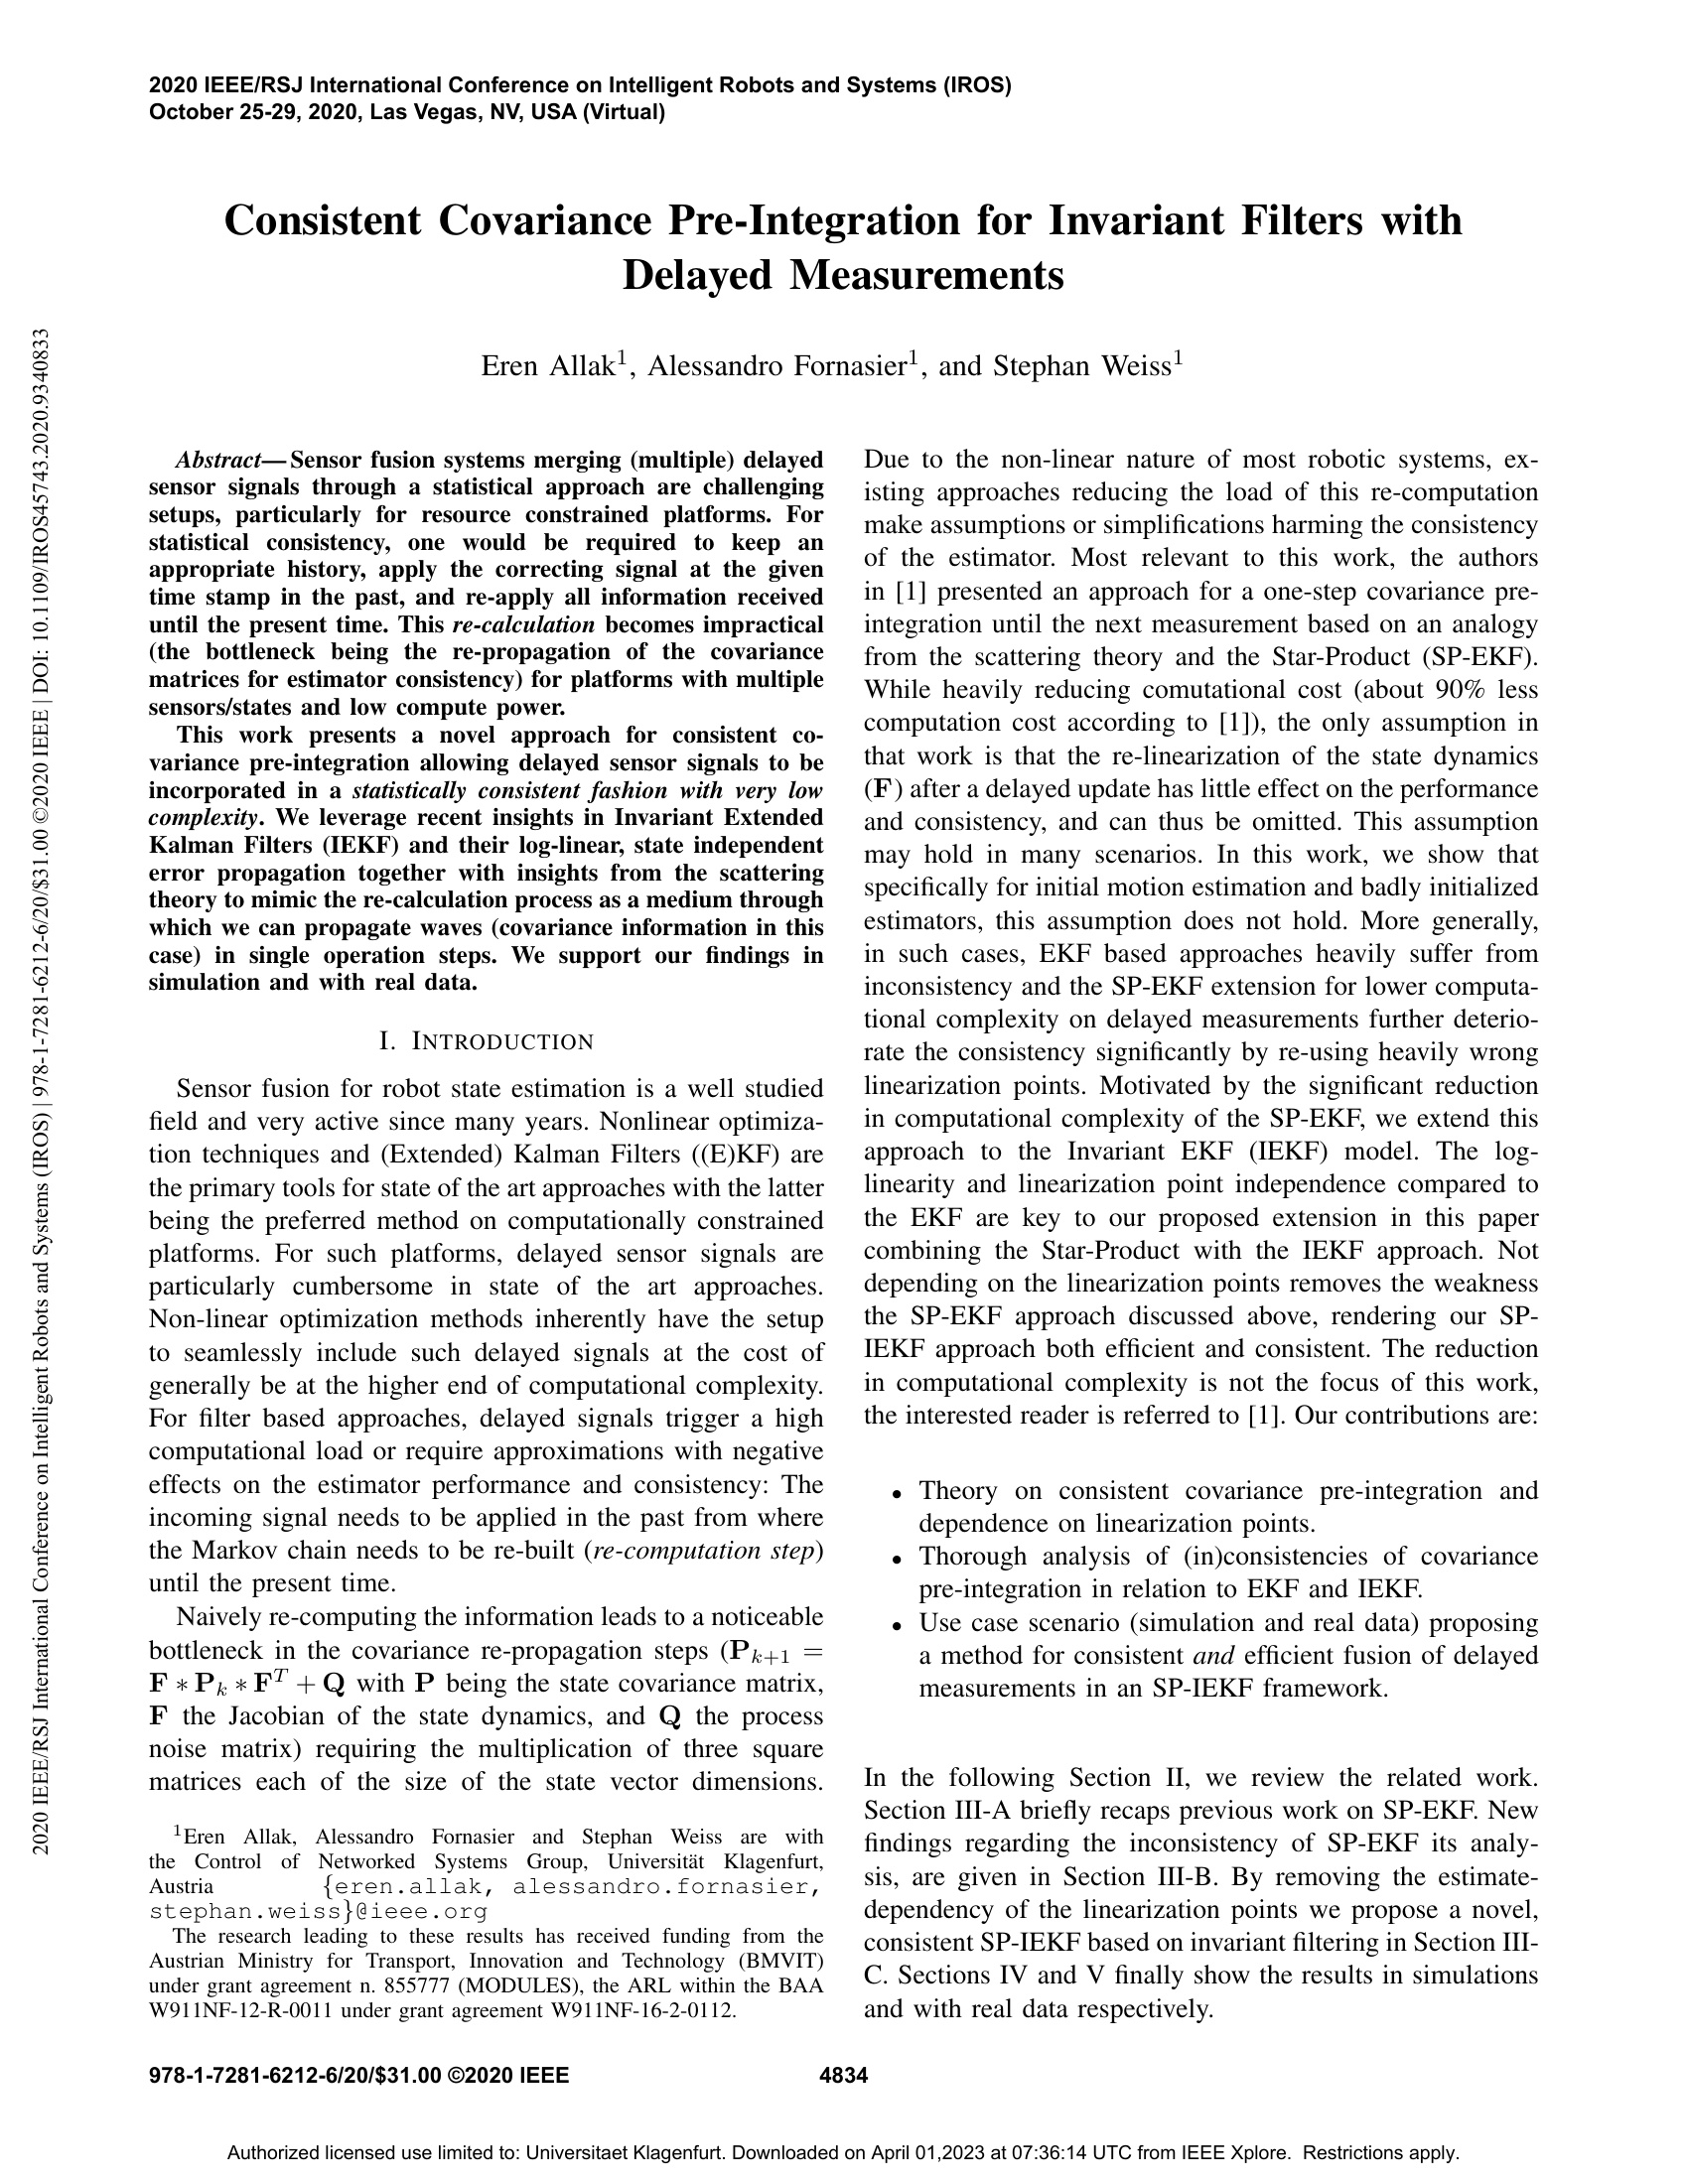 2020 IEEE/RSJ International Conference on Intelligent Robots and Systems (IROS)
October 25-29, 2020, Las Vegas, NV, USA (Virtual)
Consistent Covariance Pre-Integration for Invariant Filters with
Delayed Measurements
Eren Allak¹, Alessandro Fornasier¹, and Stephan Weiss¹
2020 IEEE/RSJ International Conference on Intelligent Robots and Systems (IROS) | 978-1-7281-6212-6/20/$31.00 ©2020 IEEE | DOI: 10.1109/IROS45743.2020.9340833
Abstract—Sensor fusion systems merging (multiple) delayed
sensor signals through a statistical approach are challenging
setups, particularly for resource constrained platforms. For
statistical consistency, one would be required to keep an
appropriate history, apply the correcting signal at the given
time stamp in the past, and re-apply all information received
until the present time. This re-calculation becomes impractical
(the bottleneck being the re-propagation of the covariance
matrices for estimator consistency) for platforms with multiple
sensors/states and low compute power.
This work presents a novel approach for consistent co-
variance pre-integration allowing delayed sensor signals to be
incorporated in a statistically consistent fashion with very low
complexity. We leverage recent insights in Invariant Extended
Kalman Filters (IEKF) and their log-linear, state independent
error propagation together with insights from the scattering
theory to mimic the re-calculation process as a medium through
which we can propagate waves (covariance information in this
case) in single operation steps. We support our findings in
simulation and with real data.
I. INTRODUCTION
Sensor fusion for robot state estimation is a well studied
field and very active since many years. Nonlinear optimiza-
tion techniques and (Extended) Kalman Filters ((E)KF) are
the primary tools for state of the art approaches with the latter
being the preferred method on computationally constrained
platforms. For such platforms, delayed sensor signals are
particularly cumbersome in state of the art approaches.
Non-linear optimization methods inherently have the setup
to seamlessly include such delayed signals at the cost of
generally be at the higher end of computational complexity.
For filter based approaches, delayed signals trigger a high
computational load or require approximations with negative
effects on the estimator performance and consistency: The
incoming signal needs to be applied in the past from where
the Markov chain needs to be re-built (re-computation step)
until the present time.
Naively re-computing the information leads to a noticeable
bottleneck in the covariance re-propagation steps (P_{k+1} =
F ∗ P_k ∗ F^T + Q with P being the state covariance matrix,
F the Jacobian of the state dynamics, and Q the process
noise matrix) requiring the multiplication of three square
matrices each of the size of the state vector dimensions.
¹Eren Allak, Alessandro Fornasier and Stephan Weiss are with
the Control of Networked Systems Group, Universität Klagenfurt,
Austria {eren.allak, alessandro.fornasier,
stephan.weiss}@ieee.org
The research leading to these results has received funding from the
Austrian Ministry for Transport, Innovation and Technology (BMVIT)
under grant agreement n. 855777 (MODULES), the ARL within the BAA
W911NF-12-R-0011 under grant agreement W911NF-16-2-0112.
Due to the non-linear nature of most robotic systems, ex-
isting approaches reducing the load of this re-computation
make assumptions or simplifications harming the consistency
of the estimator. Most relevant to this work, the authors
in [1] presented an approach for a one-step covariance pre-
integration until the next measurement based on an analogy
from the scattering theory and the Star-Product (SP-EKF).
While heavily reducing comutational cost (about 90% less
computation cost according to [1]), the only assumption in
that work is that the re-linearization of the state dynamics
(F) after a delayed update has little effect on the performance
and consistency, and can thus be omitted. This assumption
may hold in many scenarios. In this work, we show that
specifically for initial motion estimation and badly initialized
estimators, this assumption does not hold. More generally,
in such cases, EKF based approaches heavily suffer from
inconsistency and the SP-EKF extension for lower computa-
tional complexity on delayed measurements further deterio-
rate the consistency significantly by re-using heavily wrong
linearization points. Motivated by the significant reduction
in computational complexity of the SP-EKF, we extend this
approach to the Invariant EKF (IEKF) model. The log-
linearity and linearization point independence compared to
the EKF are key to our proposed extension in this paper
combining the Star-Product with the IEKF approach. Not
depending on the linearization points removes the weakness
the SP-EKF approach discussed above, rendering our SP-
IEKF approach both efficient and consistent. The reduction
in computational complexity is not the focus of this work,
the interested reader is referred to [1]. Our contributions are:
• Theory on consistent covariance pre-integration and
dependence on linearization points.
• Thorough analysis of (in)consistencies of covariance
pre-integration in relation to EKF and IEKF.
• Use case scenario (simulation and real data) proposing
a method for consistent and efficient fusion of delayed
measurements in an SP-IEKF framework.
In the following Section II, we review the related work.
Section III-A briefly recaps previous work on SP-EKF. New
findings regarding the inconsistency of SP-EKF its analy-
sis, are given in Section III-B. By removing the estimate-
dependency of the linearization points we propose a novel,
consistent SP-IEKF based on invariant filtering in Section III-
C. Sections IV and V finally show the results in simulations
and with real data respectively.
978-1-7281-6212-6/20/$31.00 ©2020 IEEE
4834
Authorized licensed use limited to: Universitaet Klagenfurt. Downloaded on April 01,2023 at 07:36:14 UTC from IEEE Xplore. Restrictions apply.